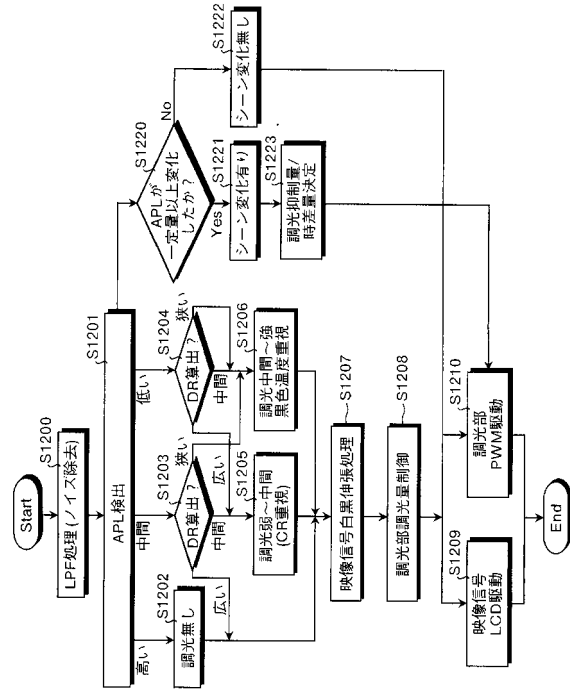 Start
S1200
LPF処理(ノイズ除去)
S1201
APL検出
高い
中間
低い
S1202
調光無し
S1203
DR算出?
S1204
DR算出?
広い
中間
狭い
広い
中間
狭い
S1205
調光弱~中間
(CR重視)
S1206
調光中間~強
黒色温度重視
S1220
APLが
一定量以上変化
したか?
Yes
No
S1221
シーン変化有り
S1222
シーン変化無し
S1223
調光抑制量/
時差量決定
S1207
映像信号白黒伸張処理
S1208
調光部調光量制御
S1209
映像信号
LCD駆動
S1210
調光部
PWM駆動
End